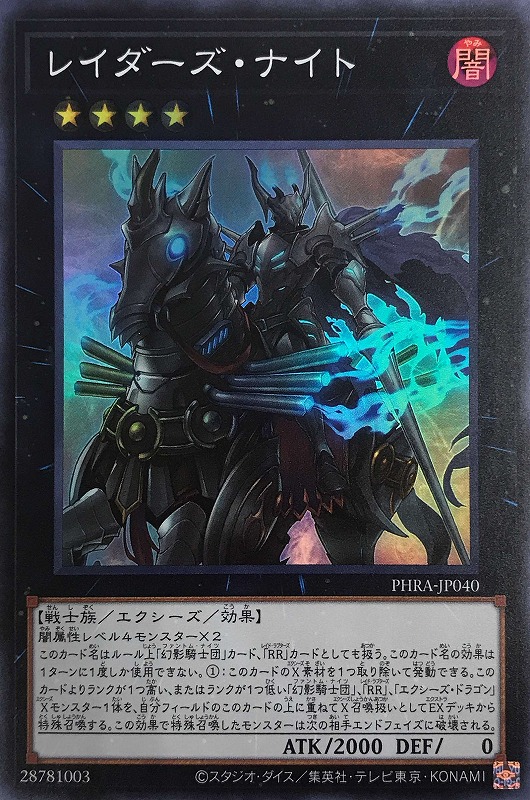 レイダーズ・ナイト
闇
PHRA-JP040
【戦士族／エクシーズ／効果】
闇属性レベル４モンスター×２
このカード名はルール上「幻影騎士団」カード、「RR」カードとしても扱う。このカード名の効果は
１ターンに１度しか使用できない。①：このカードのX素材を１つ取り除いて発動できる。この
カードよりランクが１つ高い、またはランクが１つ低い「幻影騎士団」、「RR」、「エクシーズ・ドラゴン」
Xモンスター１体を、自分フィールドのこのカードの上に重ねてX召喚扱いとしてEXデッキから
特殊召喚する。この効果で特殊召喚したモンスターは次の相手エンドフェイズに破壊される。
ATK/2000 DEF/ 0
28781003 ©スタジオ・ダイス／集英社・テレビ東京・KONAMI